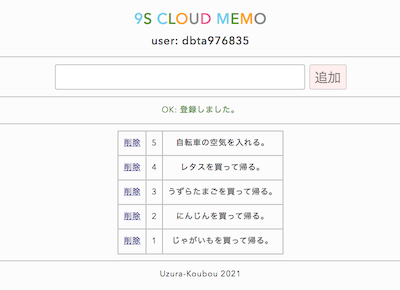 9S CLOUD MEMO
user: dbta976835
追加
OK: 登録しました。
削除 5 自転車の空気を入れる。
削除 4 レタスを買って帰る。
削除 3 うずらたまごを買って帰る。
削除 2 にんじんを買って帰る。
削除 1 じゃがいもを買って帰る。
Uzura-Koubou 2021